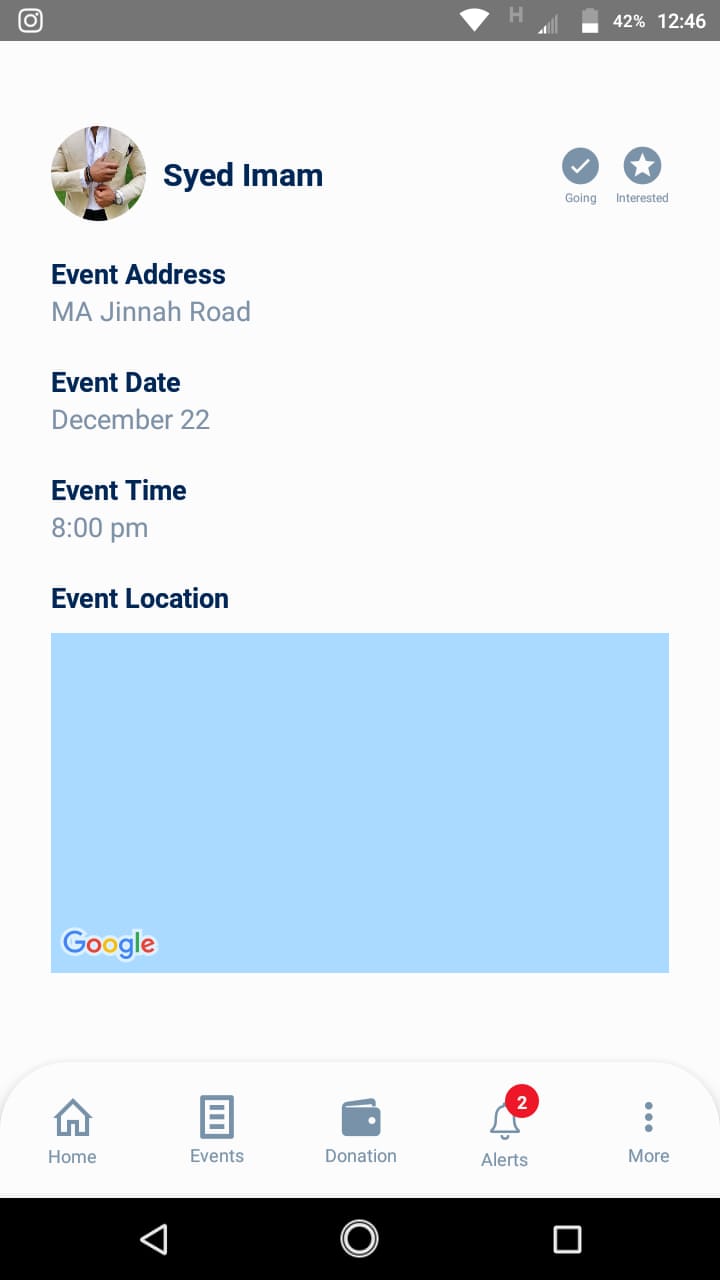 H 42% 12:46
Syed Imam
Going Interested
Event Address
MA Jinnah Road
Event Date
December 22
Event Time
8:00 pm
Event Location
Google
2
Home Events Donation Alerts More